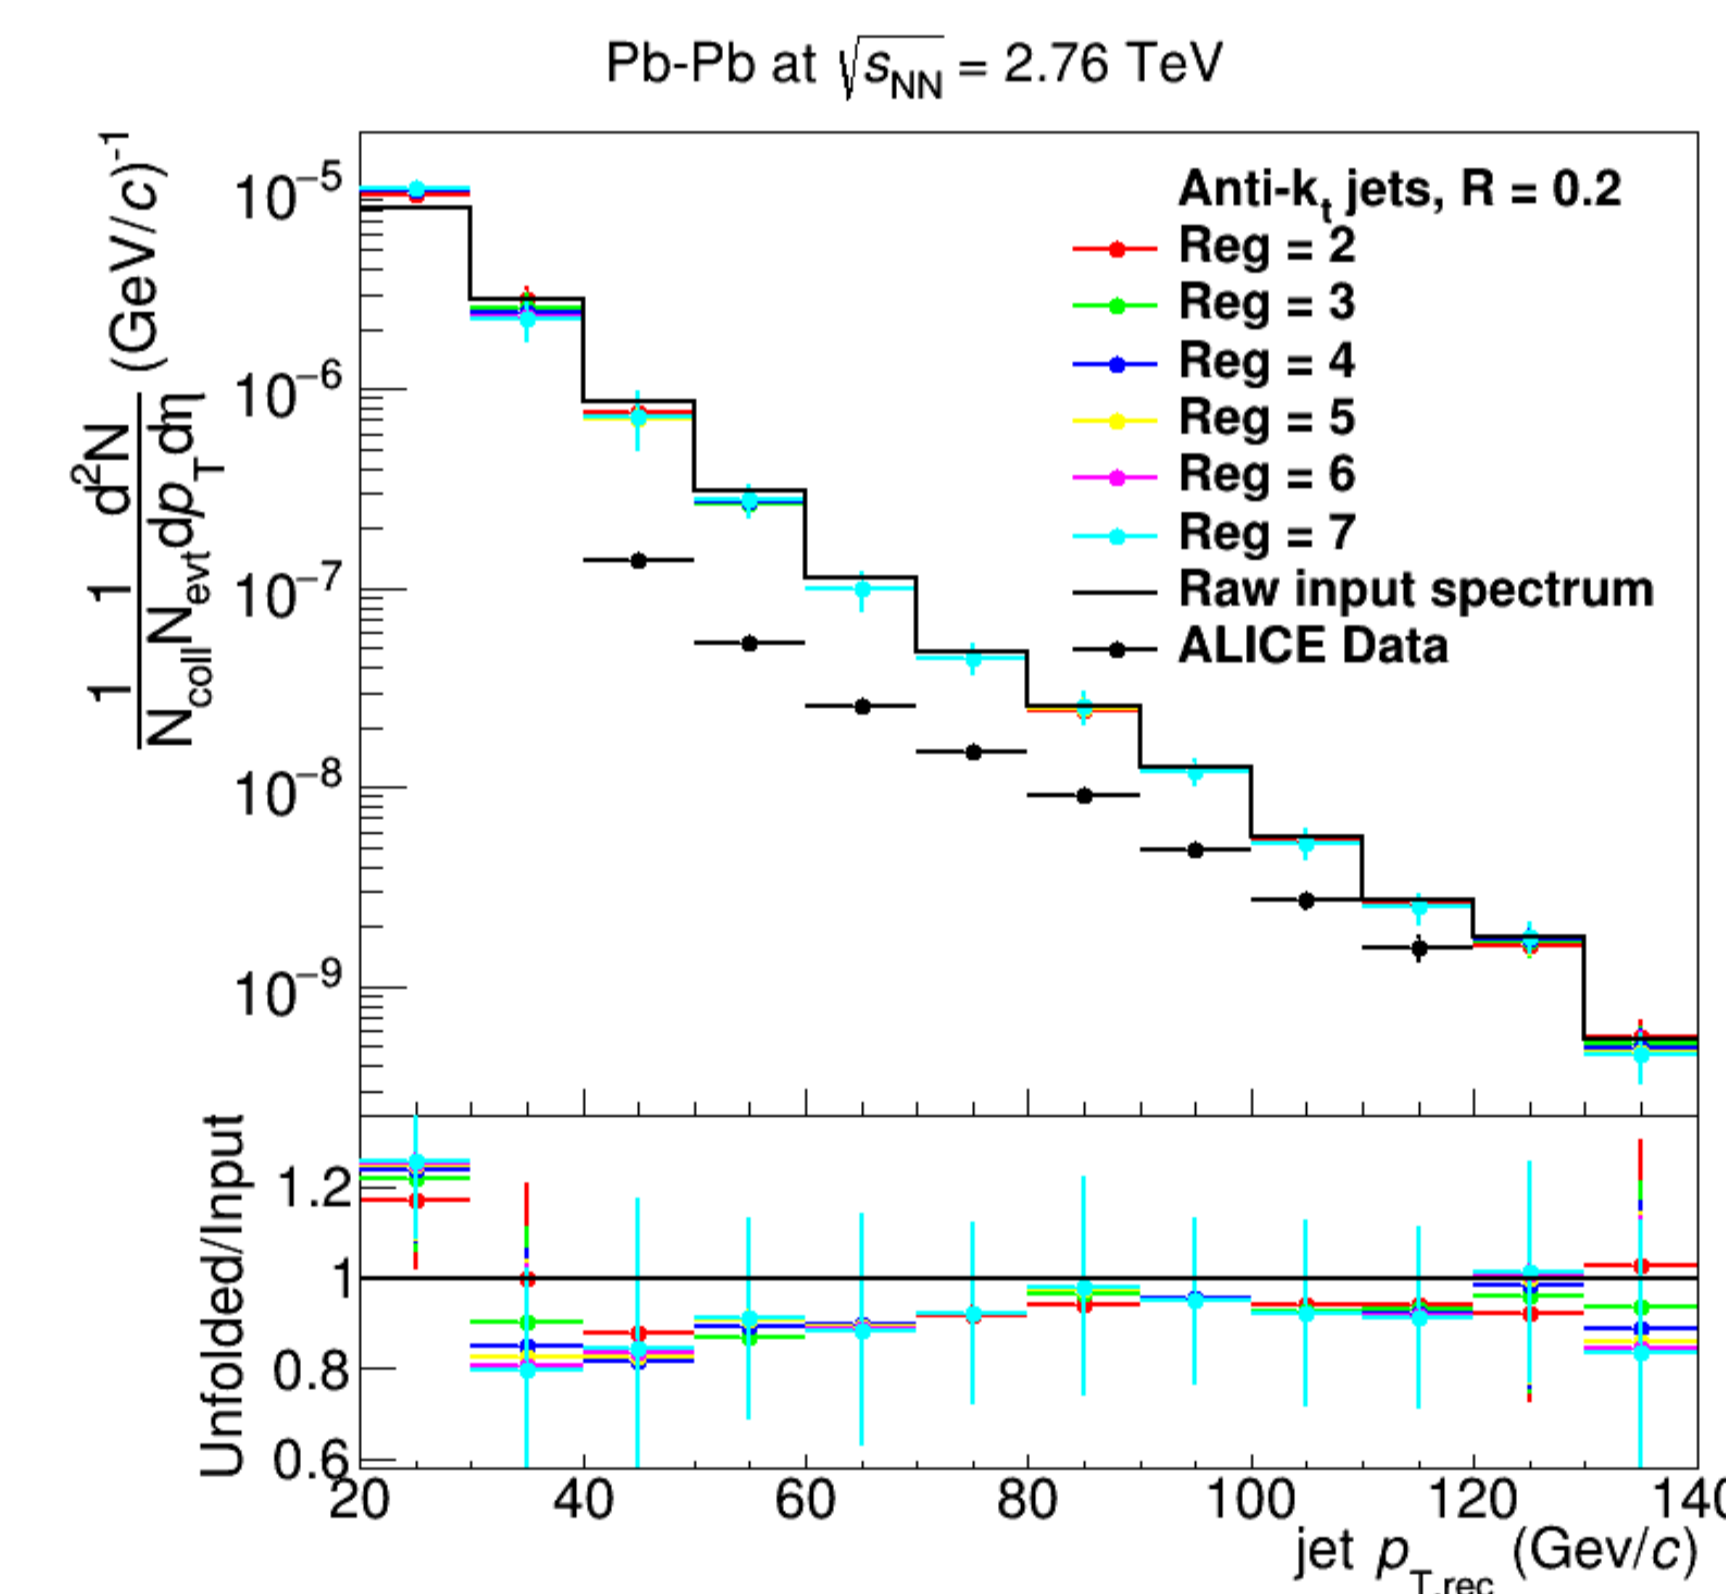 Pb-Pb at √sNN = 2.76 TeV
1/Ncoll 1/Nevt d²N/dpTdη (GeV/c)⁻¹
10⁻⁵
10⁻⁶
10⁻⁷
10⁻⁸
10⁻⁹
Anti-kt jets, R = 0.2
Reg = 2
Reg = 3
Reg = 4
Reg = 5
Reg = 6
Reg = 7
Raw input spectrum
ALICE Data
Unfolded/Input
1.2
1
0.8
0.6
20 40 60 80 100 120 140
jet pT,rec (Gev/c)